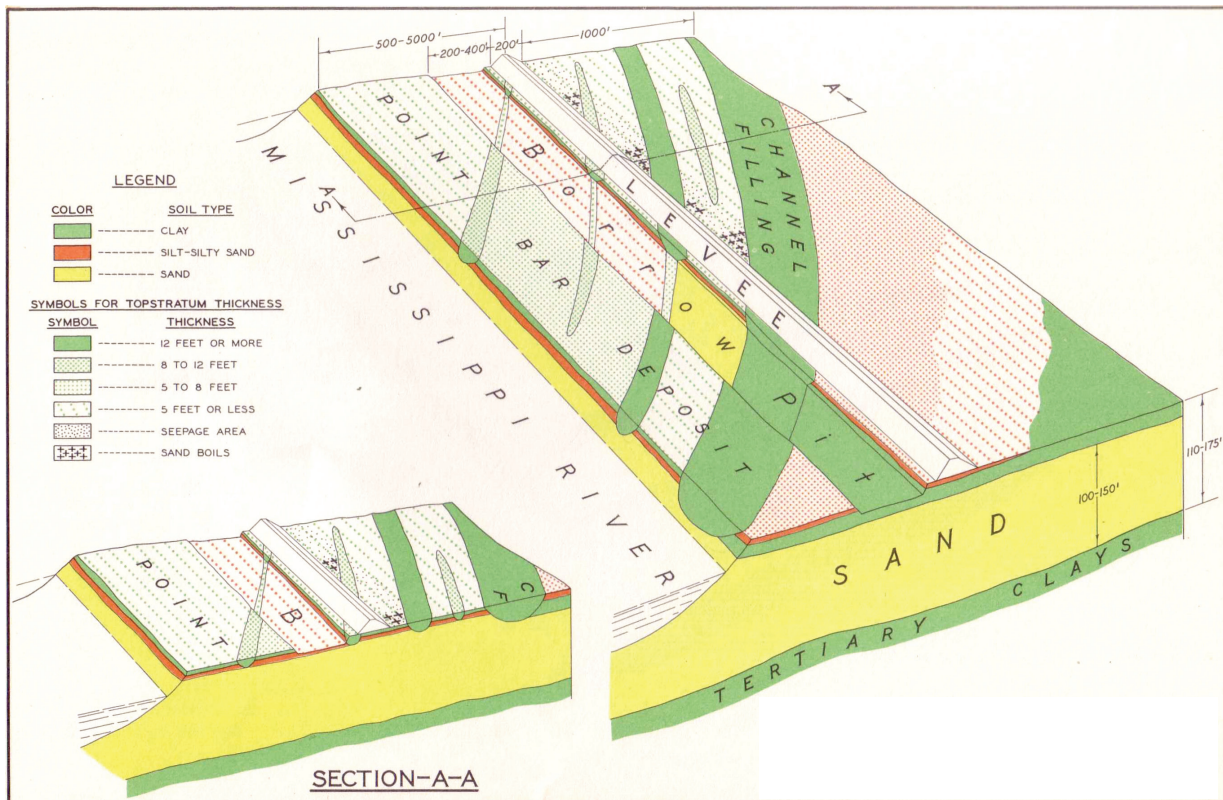 500-5000'
200-400'
200'
1000'
A
A
POINT
BAR
DEPOSIT
Borrow Pit
LEVEE
CHANNEL
FILLING
MISSISSIPPI RIVER
LEGEND
COLOR SOIL TYPE
CLAY
SILT-SILTY SAND
SAND
SYMBOLS FOR TOPSTRATUM THICKNESS
SYMBOL THICKNESS
12 FEET OR MORE
8 TO 12 FEET
5 TO 8 FEET
5 FEET OR LESS
SEEPAGE AREA
SAND BOILS
110-175'
100-150'
SAND
TERTIARY CLAYS
POINT
B
C
F
SECTION-A-A